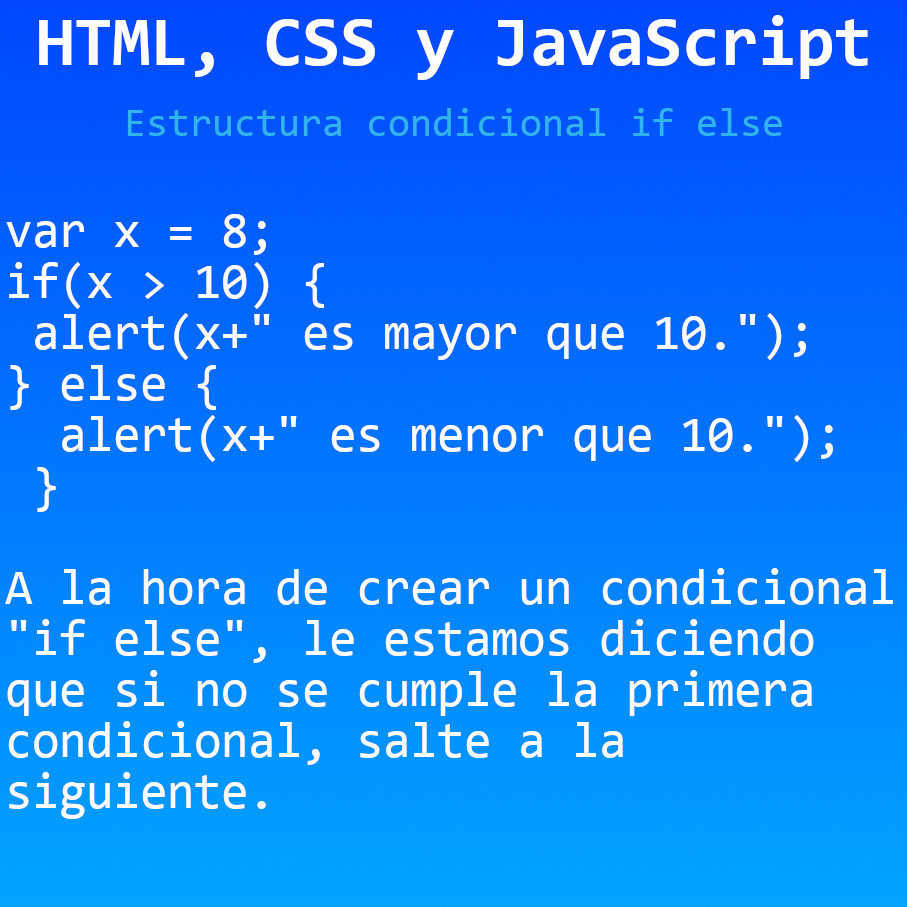 HTML, CSS y JavaScript
Estructura condicional if else
var x = 8;
if(x > 10) {
 alert(x+" es mayor que 10.");
} else {
  alert(x+" es menor que 10.");
 }
A la hora de crear un condicional
"if else", le estamos diciendo
que si no se cumple la primera
condicional, salte a la
siguiente.